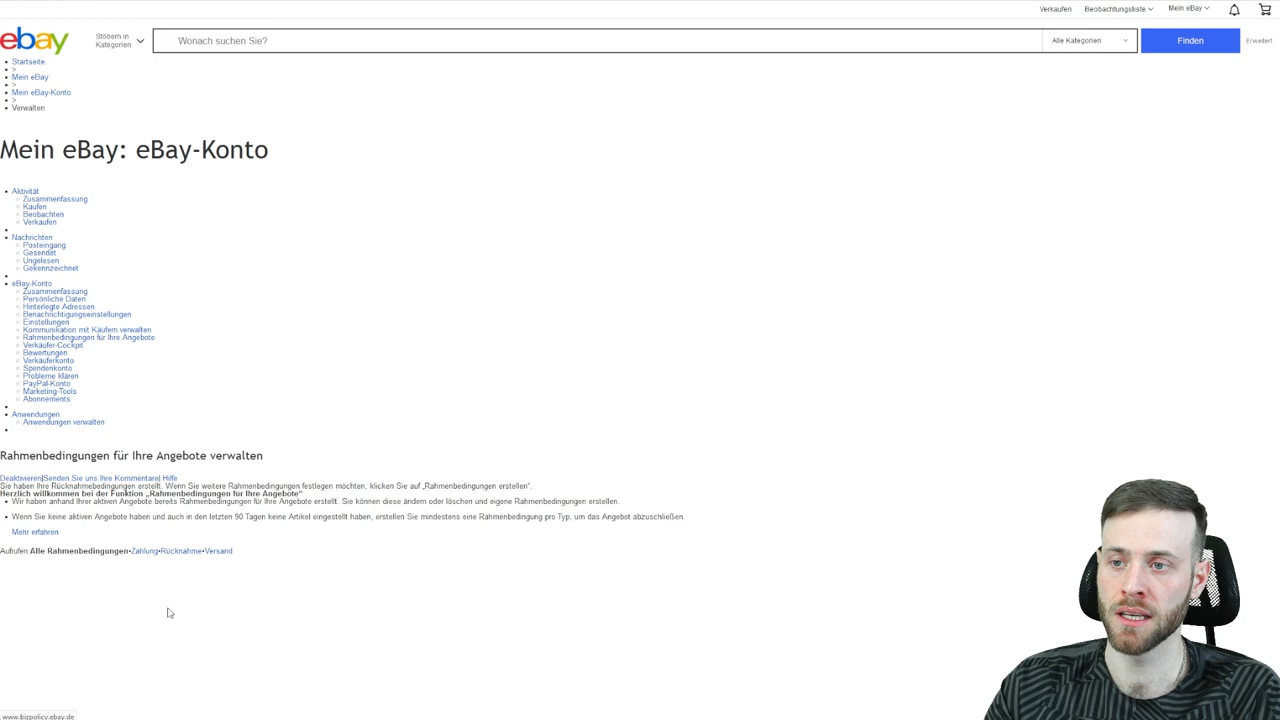 Verkaufen Beobachtungsliste Mein eBay
ebay Stöbern in Kategorien Wonach suchen Sie? Alle Kategorien Finden Erweitert
Startseite
>
Mein eBay
>
Mein eBay-Konto
>
Verwalten
Mein eBay: eBay-Konto
Aktivität
Zusammenfassung
Kaufen
Beobachten
Verkaufen
Nachrichten
Posteingang
Gesendet
Ungelesen
Gekennzeichnet
eBay-Konto
Zusammenfassung
Persönliche Daten
Hinterlegte Adressen
Benachrichtigungseinstellungen
Einstellungen
Kommunikation mit Käufern verwalten
Rahmenbedingungen für Ihre Angebote
Verkäufer-Cockpit
Bewertungen
Verkäuferkonto
Spendenkonto
Probleme klären
PayPal-Konto
Marketing-Tools
Abonnements
Anwendungen
Anwendungen verwalten
Rahmenbedingungen für Ihre Angebote verwalten
Deaktivieren|Senden Sie uns Ihre Kommentare| Hilfe
Sie haben Ihre Rücknahmebedingungen erstellt. Wenn Sie weitere Rahmenbedingungen festlegen möchten, klicken Sie auf „Rahmenbedingungen erstellen“.
Herzlich willkommen bei der Funktion „Rahmenbedingungen für Ihre Angebote“
Wir haben anhand Ihrer aktiven Angebote bereits Rahmenbedingungen für Ihre Angebote erstellt. Sie können diese ändern oder löschen und eigene Rahmenbedingungen erstellen.
Wenn Sie keine aktiven Angebote haben und auch in den letzten 90 Tagen keine Artikel eingestellt haben, erstellen Sie mindestens eine Rahmenbedingung pro Typ, um das Angebot abzuschließen.
Mehr erfahren
Aufrufen:Alle Rahmenbedingungen•Zahlung•Rücknahme•Versand
www.bizpolicy.ebay.de